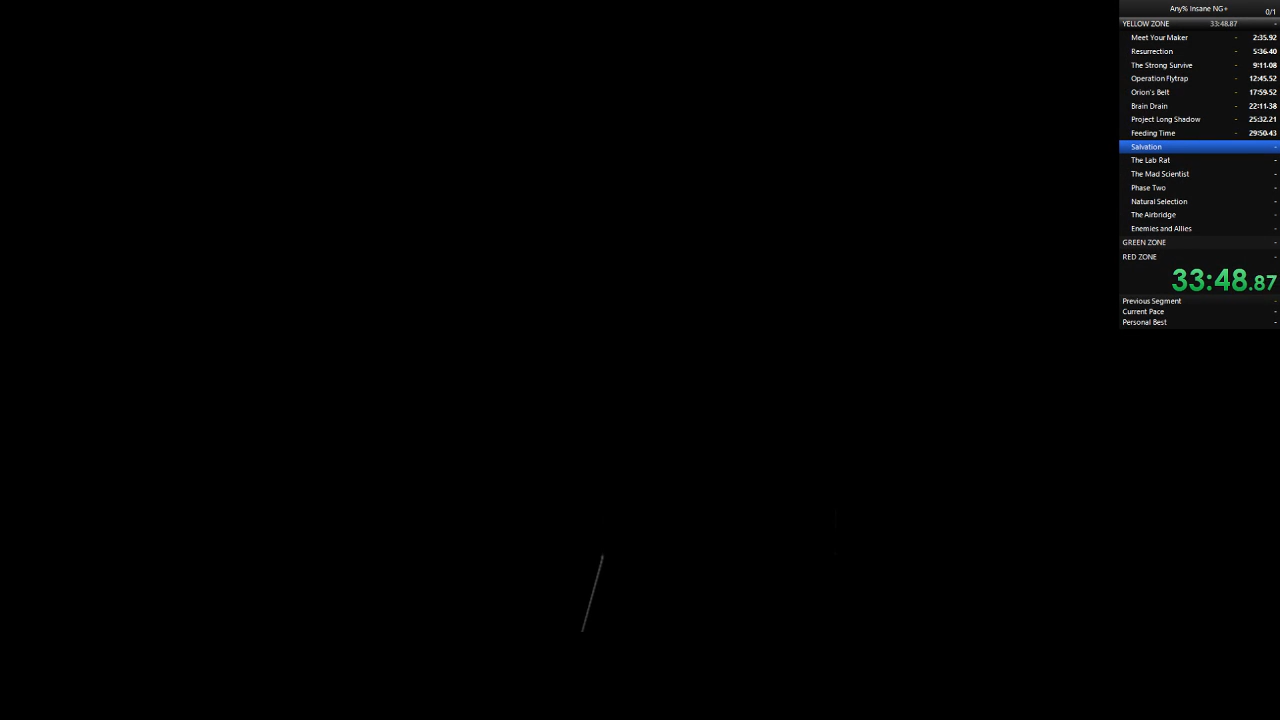 Any% Insane NG+ 0/1
YELLOW ZONE 33:48.87 -
Meet Your Maker - 2:35.92
Resurrection - 5:36.40
The Strong Survive - 9:11.08
Operation Flytrap - 12:45.52
Orion's Belt - 17:59.52
Brain Drain - 22:11.38
Project Long Shadow - 25:32.21
Feeding Time - 29:50.43
Salvation -
The Lab Rat -
The Mad Scientist -
Phase Two -
Natural Selection -
The Airbridge -
Enemies and Allies -
GREEN ZONE -
RED ZONE -
33:48.87
Previous Segment -
Current Pace -
Personal Best -